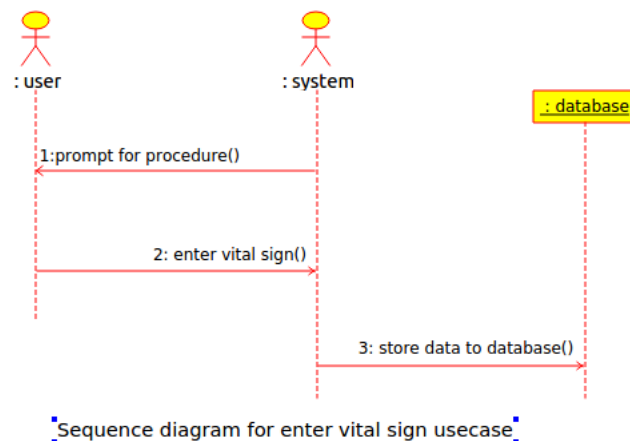 : user
: system
: database
1:prompt for procedure()
2: enter vital sign()
3: store data to database()
Sequence diagram for enter vital sign usecase